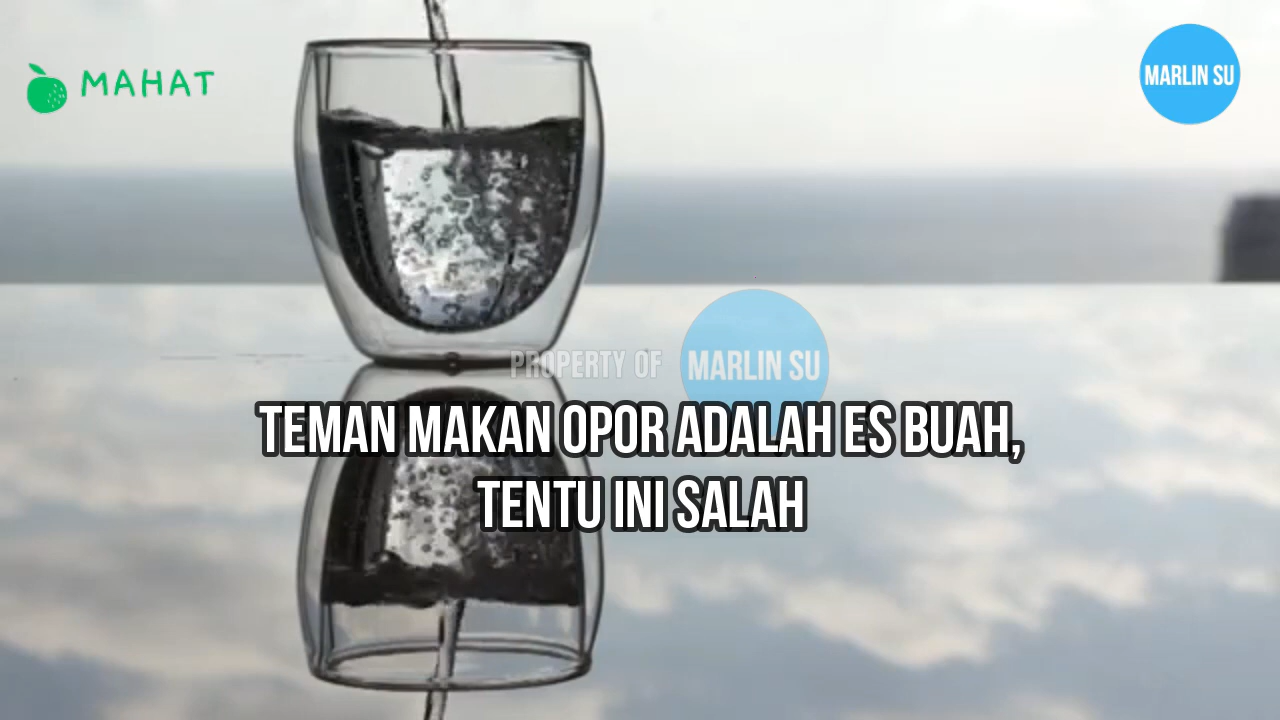 MAHAT
MARLIN SU
PROPERTY OF MARLIN SU
TEMAN MAKAN OPOR ADALAH ES BUAH,
TENTU INI SALAH